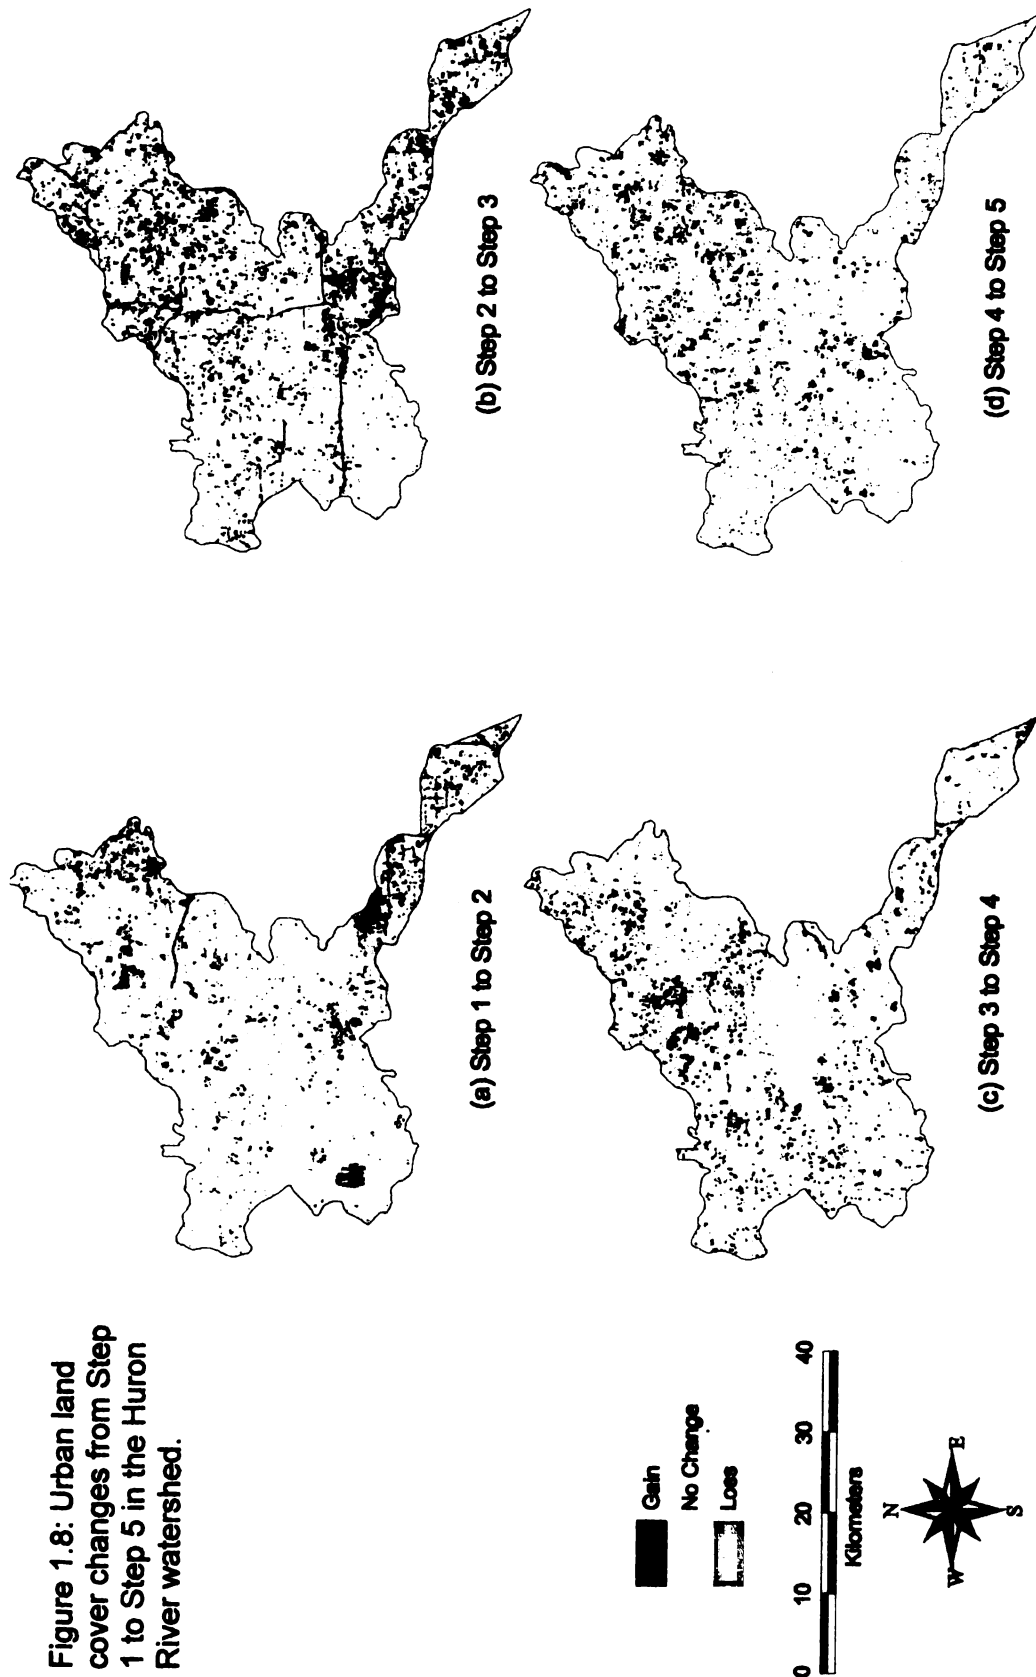 Figure 1.8: Urban land
cover changes from Step
1 to Step 5 in the Huron
River watershed.
(a) Step 1 to Step 2
(b) Step 2 to Step 3
(c) Step 3 to Step 4
(d) Step 4 to Step 5
Gain
No Change
Loss
0 10 20 30 40
Kilometers
N
W E
S